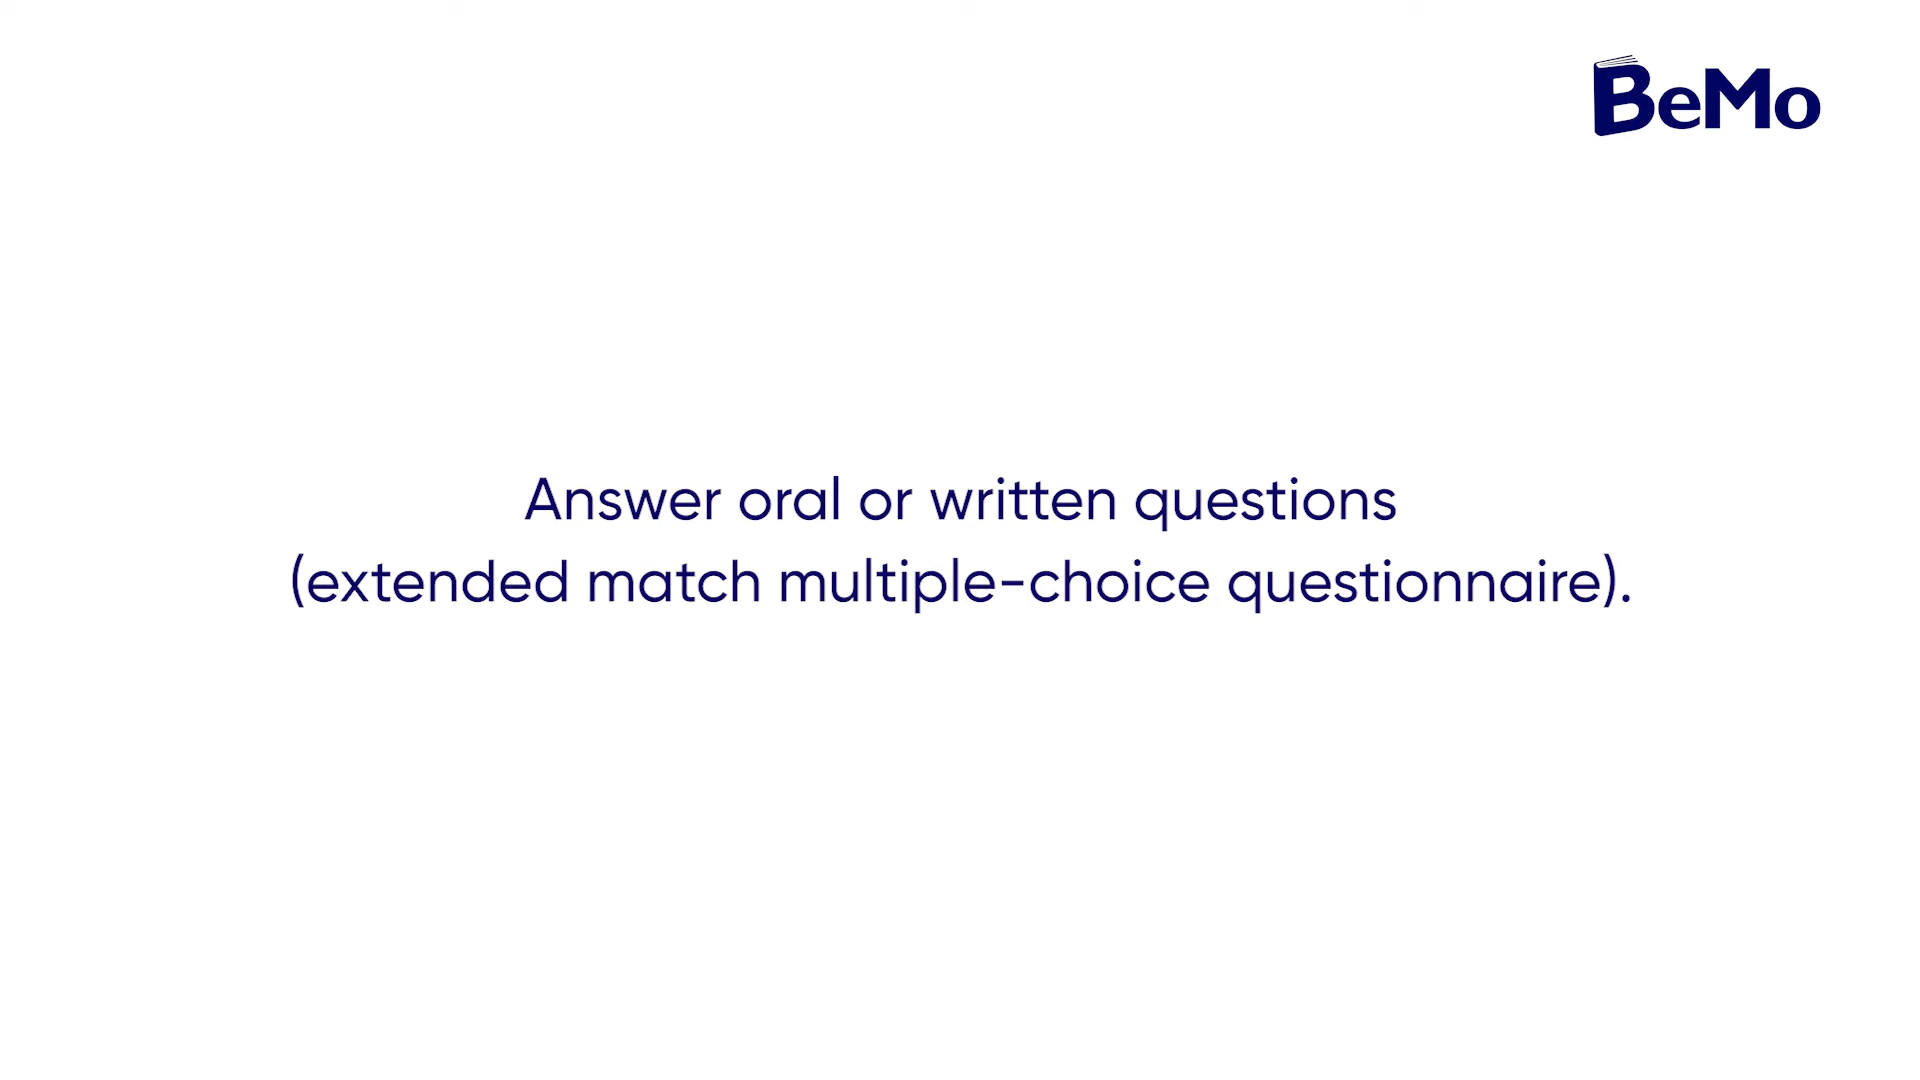 BeMo
Answer oral or written questions
(extended match multiple-choice questionnaire).